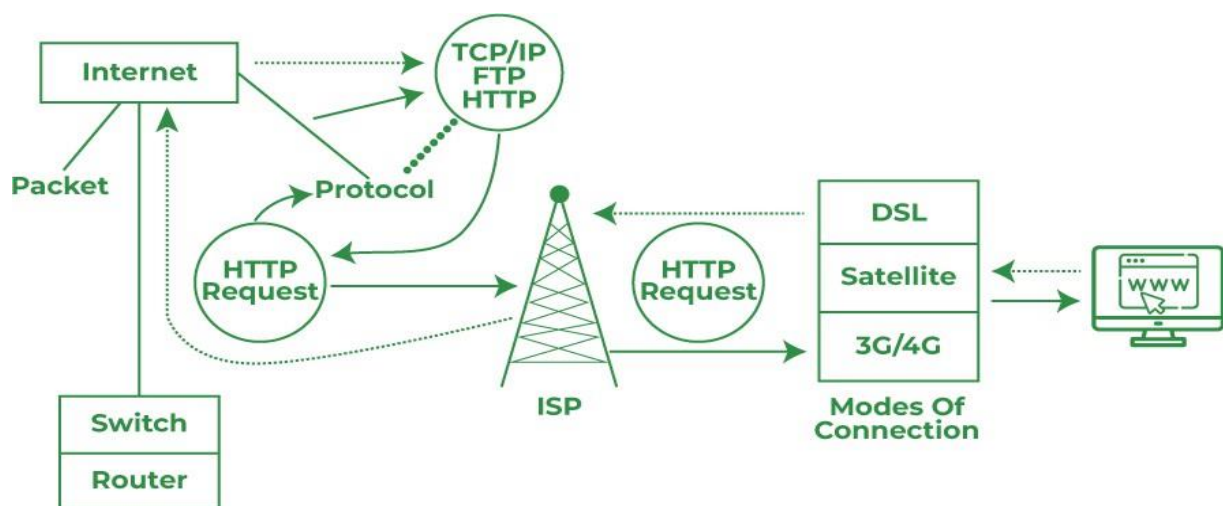 Internet
TCP/IP
FTP
HTTP
Packet
Protocol
HTTP
Request
ISP
HTTP
Request
DSL
Satellite
3G/4G
Modes Of
Connection
WWW
Switch
Router